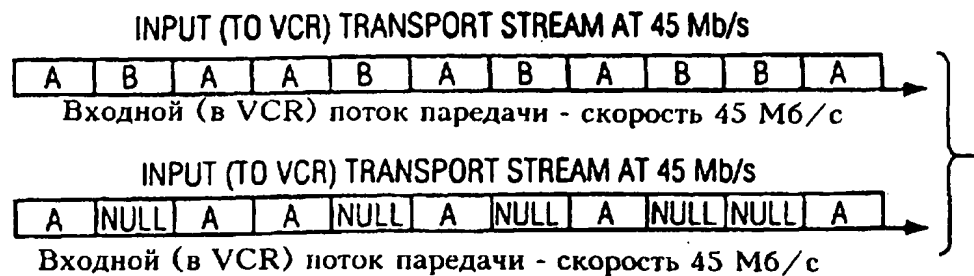 INPUT (TO VCR) TRANSPORT STREAM AT 45 Mb/s
A B A A B A B A B B A
Входной (в VCR) поток паредачи - скорость 45 Мб/с
INPUT (TO VCR) TRANSPORT STREAM AT 45 Mb/s
A NULL A A NULL A NULL A NULL NULL A
Входной (в VCR) поток паредачи - скорость 45 Мб/с